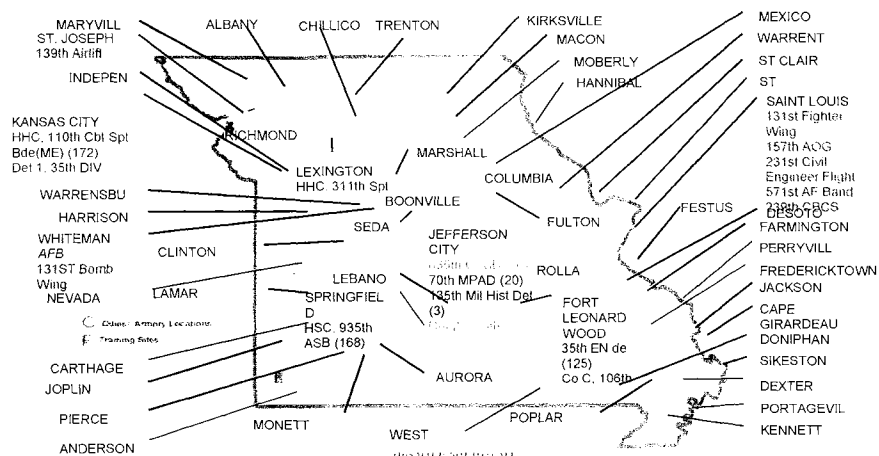 MARYVILL
ST. JOSEPH
139th Airlift
INDEPEN
KANSAS CITY
HHC, 110th Cbt Spt
Bde(ME) (172)
Det 1, 35th DIV
WARRENSBU
HARRISON
WHITEMAN
AFB
131ST Bomb
Wing
NEVADA
CARTHAGE
JOPLIN
PIERCE
ANDERSON
ALBANY
CHILLICO
TRENTON
KIRKSVILLE
MACON
MOBERLY
HANNIBAL
RICHMOND
LEXINGTON
HHC, 311th Spt
MARSHALL
COLUMBIA
BOONVILLE
FULTON
SEDA
CLINTON
JEFFERSON
CITY
70th MPAD (20)
135th Mil Hist Det
(3)
ROLLA
LEBANO
LAMAR
SPRINGFIEL
D
HSC, 935th
ASB (168)
FORT
LEONARD
WOOD
35th EN de
(125)
Co C, 106th
Other Armory Locations
Training Sites
AURORA
MONETT
WEST
POPLAR
MEXICO
WARRENT
ST CLAIR
ST
SAINT LOUIS
131st Fighter
Wing
157th AOG
231st Civil
Engineer Flight
571st AF Band
239th CBCS
FESTUS
DESOTO
FARMINGTON
PERRYVILL
FREDERICKTOWN
JACKSON
CAPE
GIRARDEAU
DONIPHAN
SIKESTON
DEXTER
PORTAGEVIL
KENNETT